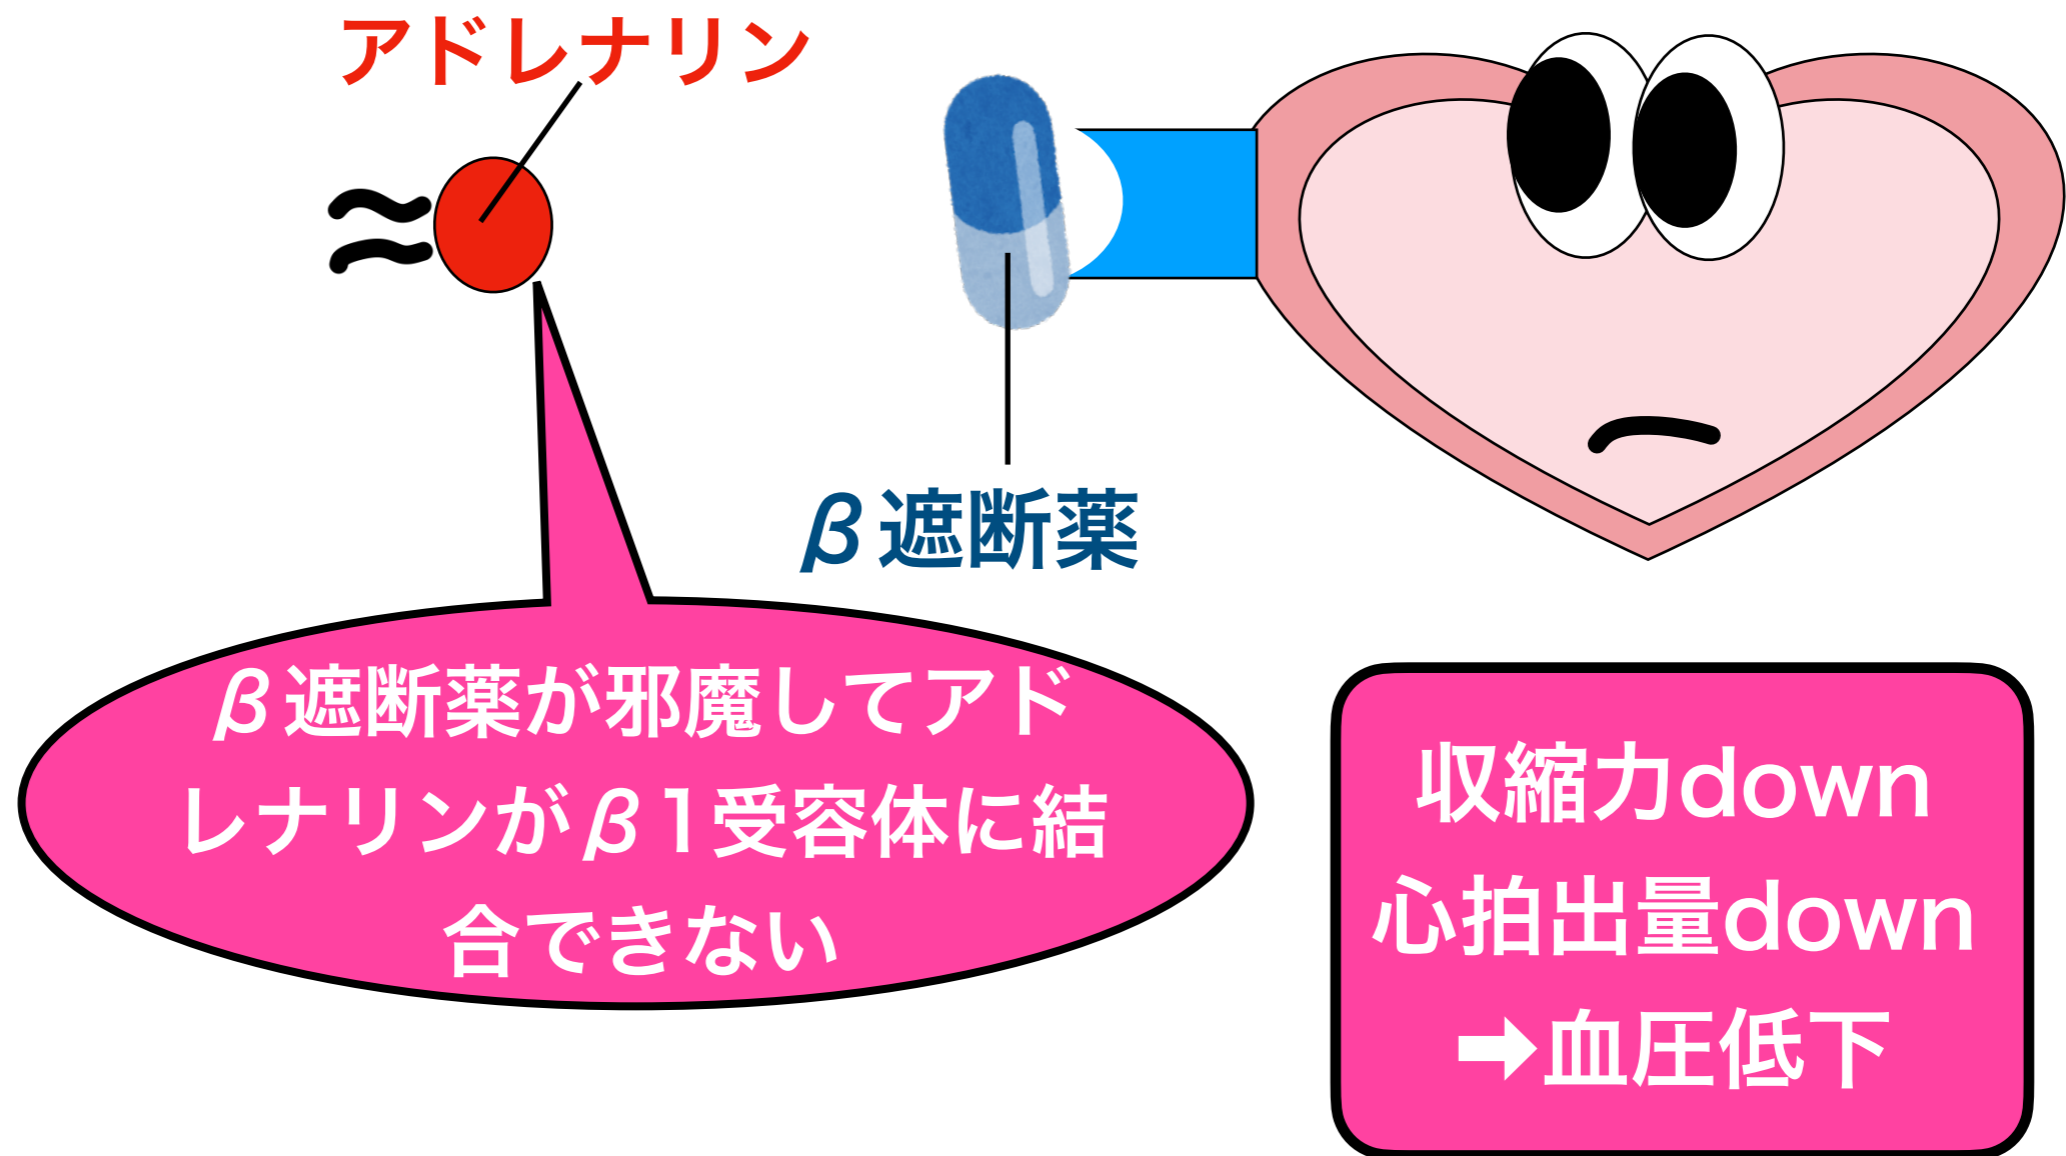 アドレナリン
β遮断薬
β遮断薬が邪魔してアド
レナリンがβ1受容体に結
合できない
収縮力down
心拍出量down
➡血圧低下